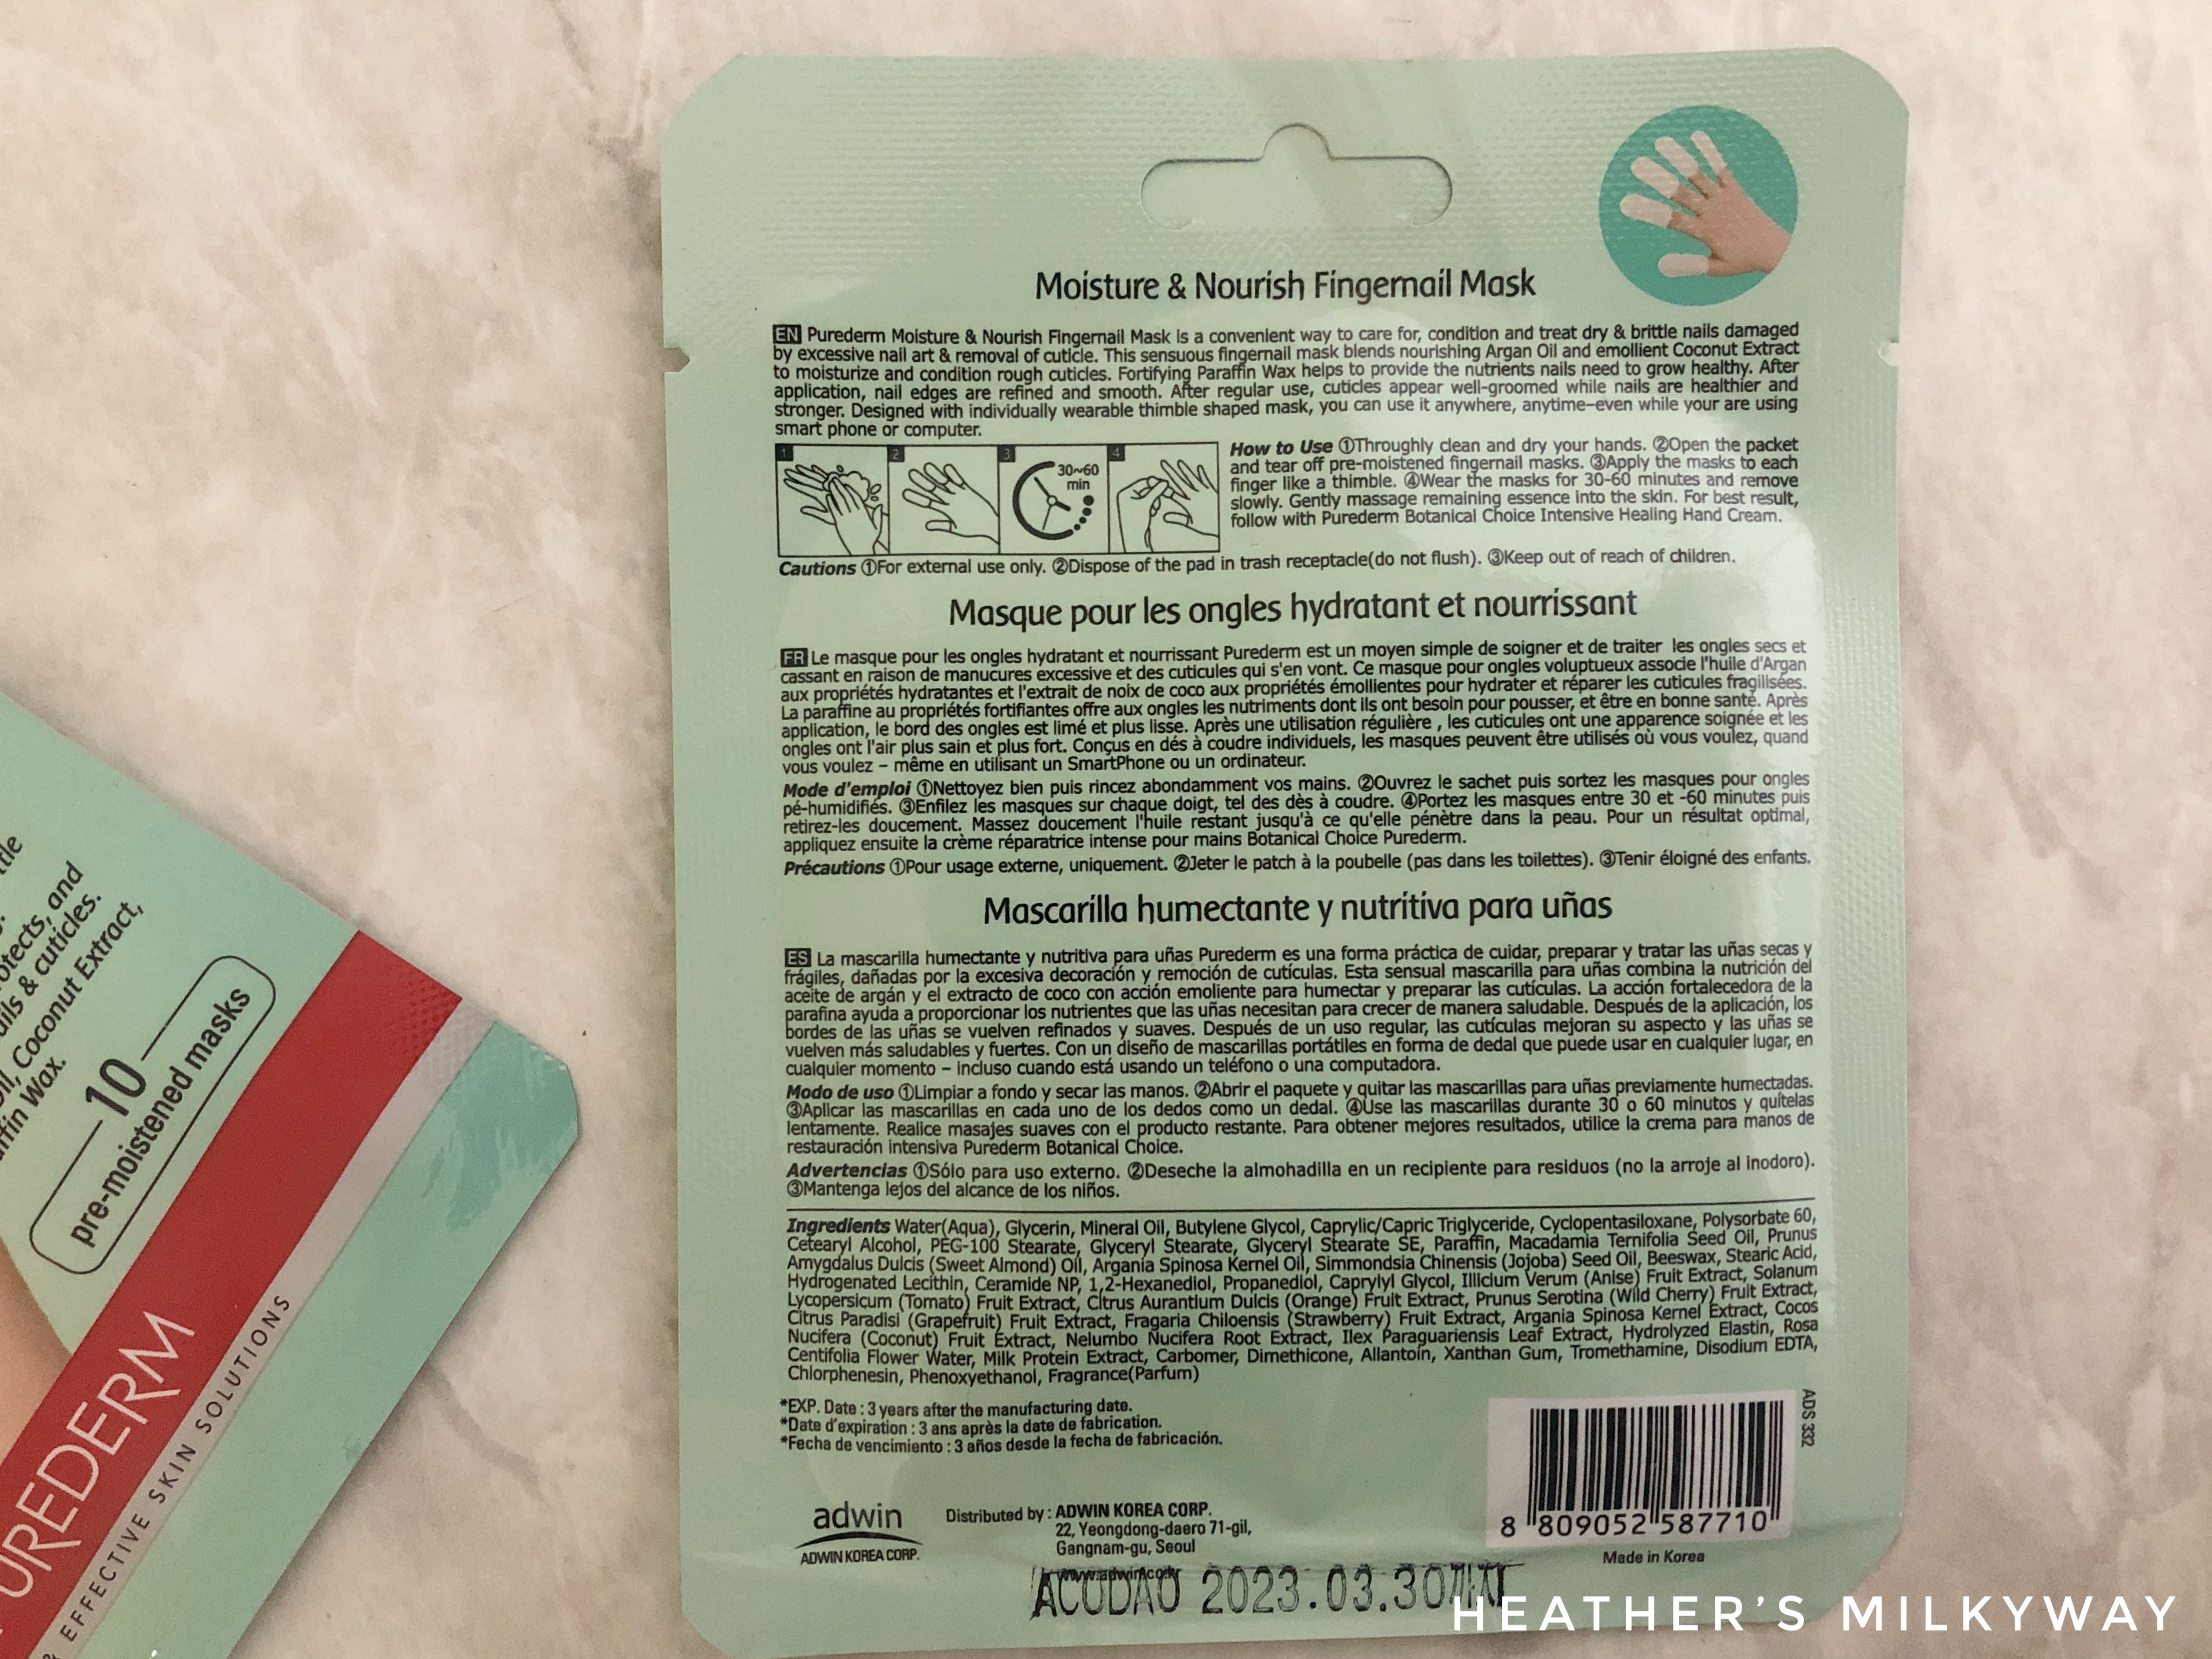 Moisture & Nourish Fingernail Mask
EN Purederm Moisture & Nourish Fingernail Mask is a convenient way to care for, condition and treat dry & brittle nails damaged
by excessive nail art & removal of cuticle. This sensuous fingernail mask blends nourishing Argan Oil and emollient Coconut Extract
to moisturize and condition rough cuticles. Fortifying Paraffin Wax helps to provide the nutrients nails need to grow healthy. After
application, nail edges are refined and smooth. After regular use, cuticles appear well-groomed while nails are healthier and
stronger. Designed with individually wearable thimble shaped mask, you can use it anywhere, anytime–even while your are using
smart phone or computer.
1 2 3 4
30~60
min
How to Use ①Throughly clean and dry your hands. ②Open the packet
and tear off pre-moistened fingernail masks. ③Apply the masks to each
finger like a thimble. ④Wear the masks for 30-60 minutes and remove
slowly. Gently massage remaining essence into the skin. For best result,
follow with Purederm Botanical Choice Intensive Healing Hand Cream.
Cautions ①For external use only. ②Dispose of the pad in trash receptacle(do not flush). ③Keep out of reach of children.
Masque pour les ongles hydratant et nourrissant
FR Le masque pour les ongles hydratant et nourrissant Purederm est un moyen simple de soigner et de traiter les ongles secs et
cassant en raison de manucures excessive et des cuticules qui s'en vont. Ce masque pour ongles voluptueux associe l'huile d'Argan
aux propriétés hydratantes et l'extrait de noix de coco aux propriétés émollientes pour hydrater et réparer les cuticules fragilisées.
La paraffine au propriétés fortifiantes offre aux ongles les nutriments dont ils ont besoin pour pousser, et être en bonne santé. Après
application, le bord des ongles est limé et plus lisse. Après une utilisation régulière , les cuticules ont une apparence soignée et les
ongles ont l'air plus sain et plus fort. Conçus en dés à coudre individuels, les masques peuvent être utilisés où vous voulez, quand
vous voulez – même en utilisant un SmartPhone ou un ordinateur.
Mode d'emploi ①Nettoyez bien puis rincez abondamment vos mains. ②Ouvrez le sachet puis sortez les masques pour ongles
pé-humidifiés. ③Enfilez les masques sur chaque doigt, tel des dès à coudre. ④Portez les masques entre 30 et -60 minutes puis
retirez-les doucement. Massez doucement l'huile restant jusqu'à ce qu'elle pénètre dans la peau. Pour un résultat optimal,
appliquez ensuite la crème réparatrice intense pour mains Botanical Choice Purederm.
Précautions ①Pour usage externe, uniquement. ②Jeter le patch à la poubelle (pas dans les toilettes). ③Tenir éloigné des enfants.
Mascarilla humectante y nutritiva para uñas
ES La mascarilla humectante y nutritiva para uñas Purederm es una forma práctica de cuidar, preparar y tratar las uñas secas y
frágiles, dañadas por la excesiva decoración y remoción de cutículas. Esta sensual mascarilla para uñas combina la nutrición del
aceite de argán y el extracto de coco con acción emoliente para humectar y preparar las cutículas. La acción fortalecedora de la
parafina ayuda a proporcionar los nutrientes que las uñas necesitan para crecer de manera saludable. Después de la aplicación, los
bordes de las uñas se vuelven refinados y suaves. Después de un uso regular, las cutículas mejoran su aspecto y las uñas se
vuelven más saludables y fuertes. Con un diseño de mascarillas portátiles en forma de dedal que puede usar en cualquier lugar, en
cualquier momento – incluso cuando está usando un teléfono o una computadora.
Modo de uso ①Limpiar a fondo y secar las manos. ②Abrir el paquete y quitar las mascarillas para uñas previamente humectadas.
③Aplicar las mascarillas en cada uno de los dedos como un dedal. ④Use las mascarillas durante 30 o 60 minutos y quítelas
lentamente. Realice masajes suaves con el producto restante. Para obtener mejores resultados, utilice la crema para manos de
restauración intensiva Purederm Botanical Choice.
Advertencias ①Sólo para uso externo. ②Deseche la almohadilla en un recipiente para residuos (no la arroje al inodoro).
③Mantenga lejos del alcance de los niños.
Ingredients Water(Aqua), Glycerin, Mineral Oil, Butylene Glycol, Caprylic/Capric Triglyceride, Cyclopentasiloxane, Polysorbate 60,
Cetearyl Alcohol, PEG-100 Stearate, Glyceryl Stearate, Glyceryl Stearate SE, Paraffin, Macadamia Ternifolia Seed Oil, Prunus
Amygdalus Dulcis (Sweet Almond) Oil, Argania Spinosa Kernel Oil, Simmondsia Chinensis (Jojoba) Seed Oil, Beeswax, Stearic Acid,
Hydrogenated Lecithin, Ceramide NP, 1,2-Hexanediol, Propanediol, Caprylyl Glycol, Illicium Verum (Anise) Fruit Extract, Solanum
Lycopersicum (Tomato) Fruit Extract, Citrus Aurantium Dulcis (Orange) Fruit Extract, Prunus Serotina (Wild Cherry) Fruit Extract,
Citrus Paradisi (Grapefruit) Fruit Extract, Fragaria Chiloensis (Strawberry) Fruit Extract, Argania Spinosa Kernel Extract, Cocos
Nucifera (Coconut) Fruit Extract, Nelumbo Nucifera Root Extract, Ilex Paraguariensis Leaf Extract, Hydrolyzed Elastin, Rosa
Centifolia Flower Water, Milk Protein Extract, Carbomer, Dimethicone, Allantoin, Xanthan Gum, Tromethamine, Disodium EDTA,
Chlorphenesin, Phenoxyethanol, Fragrance(Parfum)
*EXP. Date : 3 years after the manufacturing date.
*Date d'expiration : 3 ans après la date de fabrication.
*Fecha de vencimiento : 3 años desde la fecha de fabricación.
adwin
ADWIN KOREA CORP.
Distributed by : ADWIN KOREA CORP.
22, Yeongdong-daero 71-gil,
Gangnam-gu, Seoul
www.adwin.co.kr
ACODAO 2023.03.30까지
8 809052 587710
ADS 332
Made in Korea
and
ils & cuticles.
Coconut Extract,
Wax.
10
pre-moistened masks
UREDERM
& EFFECTIVE SKIN SOLUTIONS
HEATHER'S MILKYWAY